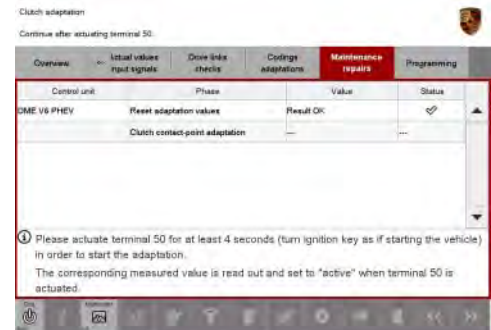 Clutch adaptation
Continue after actuating terminal 50.
Overview
Actual values
input signals
Drive links
checks
Codings
adaptations
Maintenance
repairs
Programming
Control unit Phase Value Status
DME V6 PHEV Reset adaptation values Result OK
Clutch contact-point adaptation --- ---
Please actuate terminal 50 for at least 4 seconds (turn ignition key as if starting the vehicle)
in order to start the adaptation.
The corresponding measured value is read out and set to "active" when terminal 50 is
actuated.